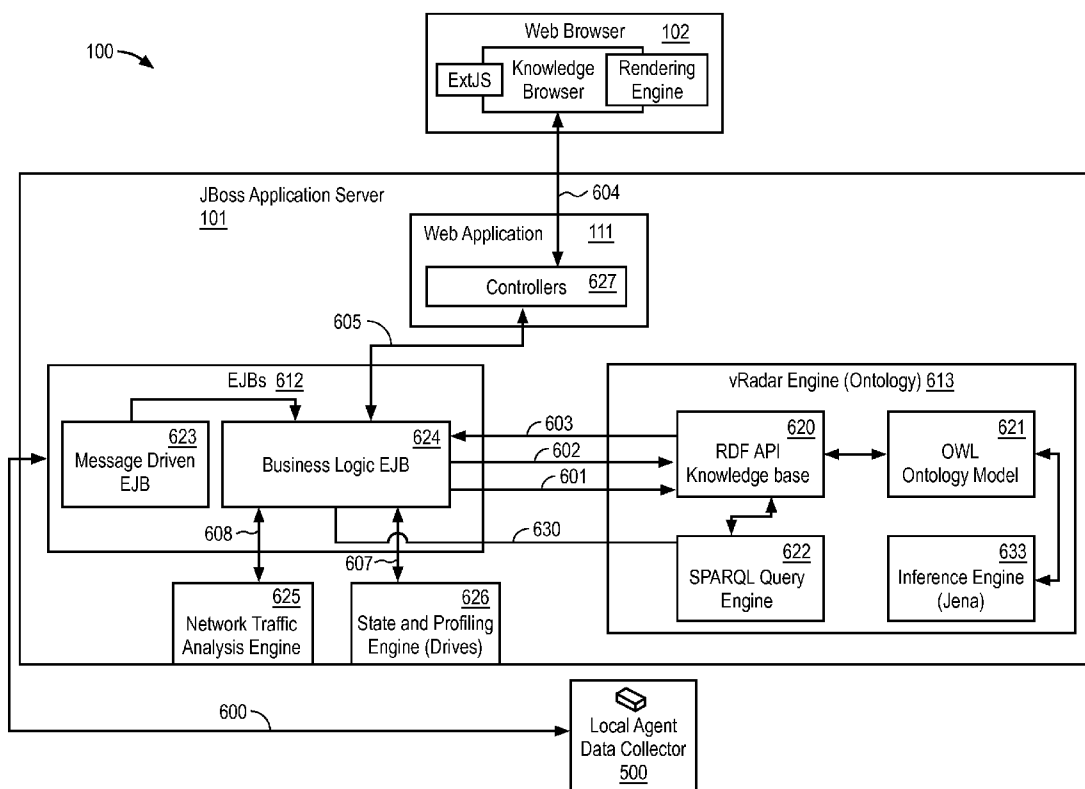 100
Web Browser 102
ExtJS
Knowledge
Browser
Rendering
Engine
604
JBoss Application Server
101
Web Application 111
Controllers 627
605
EJBs 612
623
Message Driven
EJB
624
Business Logic EJB
603
602
601
630
608
607
625
Network Traffic
Analysis Engine
626
State and Profiling
Engine (Drives)
vRadar Engine (Ontology) 613
620
RDF API
Knowledge base
621
OWL
Ontology Model
622
SPARQL Query
Engine
633
Inference Engine
(Jena)
600
Local Agent
Data Collector
500